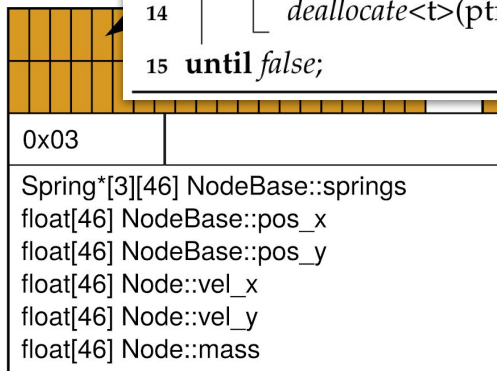 14 deallocate<t>(pt
15 until false;
0x03
Spring*[3][46] NodeBase::springs
float[46] NodeBase::pos_x
float[46] NodeBase::pos_y
float[46] Node::vel_x
float[46] Node::vel_y
float[46] Node::mass